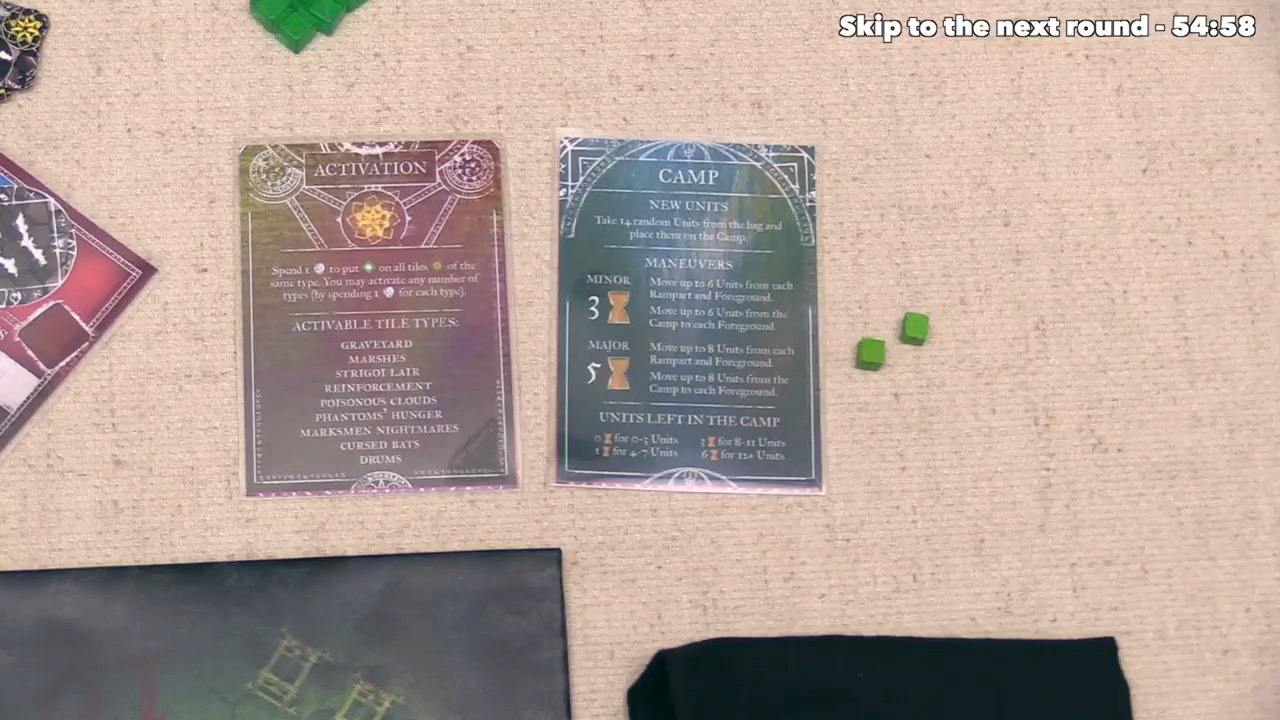 Skip to the next round - 54:58
ACTIVATION
Spend 1 to put on all tiles of the
same type. You may activate any number of
types (by spending 1 for each type).
ACTIVABLE TILE TYPES:
GRAVEYARD
MARSHES
STRIGOI LAIR
REINFORCEMENT
POISONOUS CLOUDS
PHANTOMS' HUNGER
MARKSMEN NIGHTMARES
CURSED BATS
DRUMS
CAMP
NEW UNITS
Take 14 random Units from the bag and
place them on the Camp.
MANEUVERS
MINOR
3
Move up to 6 Units from each
Rampart and Foreground.
Move up to 6 Units from the
Camp to each Foreground.
MAJOR
5
Move up to 8 Units from each
Rampart and Foreground.
Move up to 8 Units from the
Camp to each Foreground.
UNITS LEFT IN THE CAMP
0 for 0-3 Units 3 for 8-11 Units
1 for 4-7 Units 6 for 12+ Units